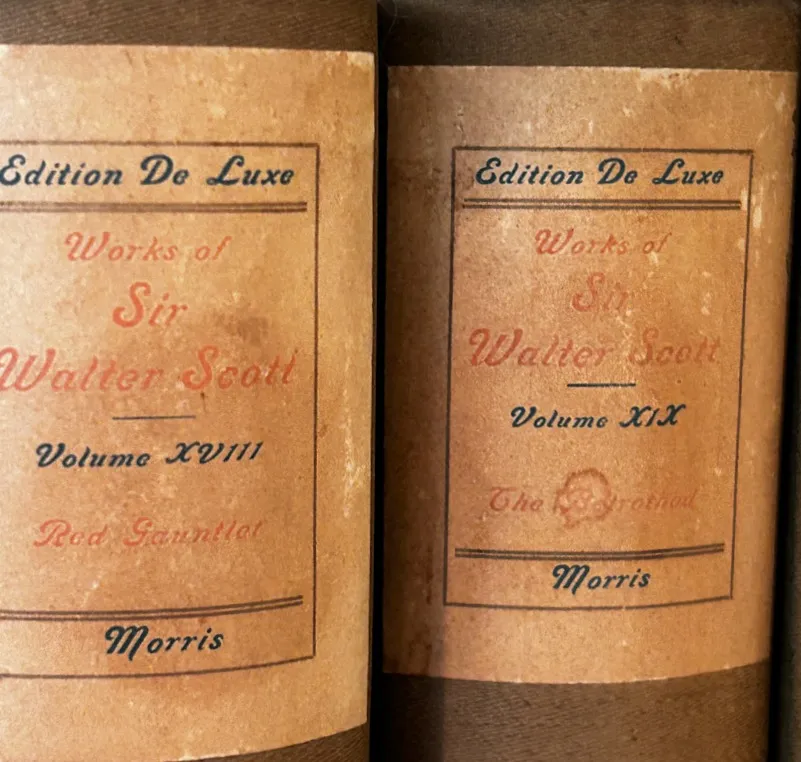 Edition De Luxe
Works of
Sir
Walter Scott
Volume XVIII
Red Gauntlet
Morris
Edition De Luxe
Works of
Sir
Walter Scott
Volume XIX
The Betrothed
Morris